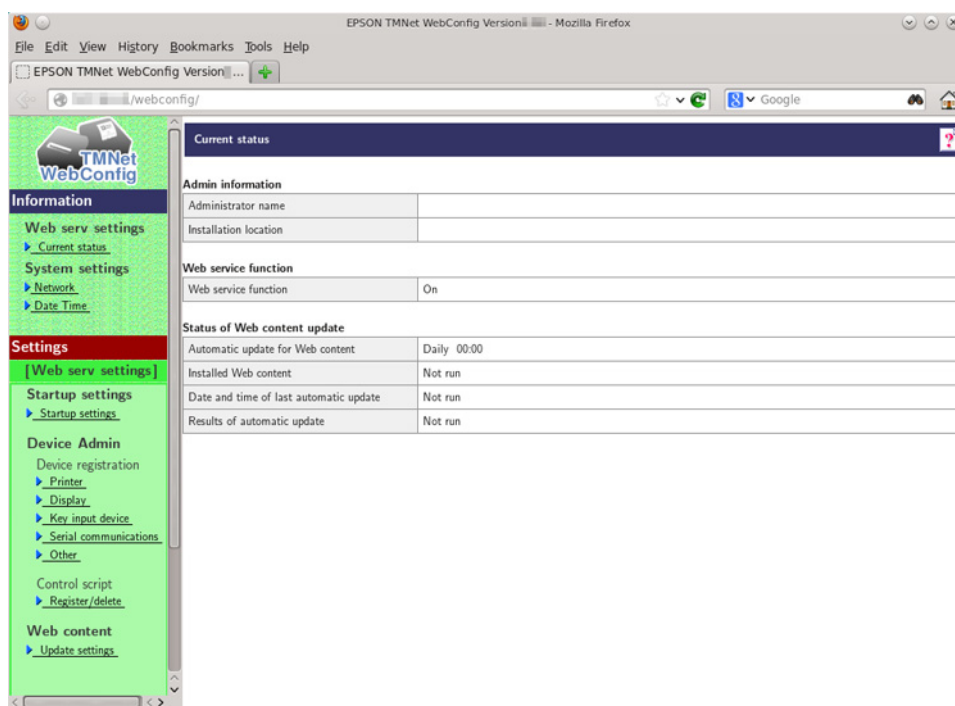 EPSON TMNet WebConfig Version - Mozilla Firefox
File Edit View History Bookmarks Tools Help
EPSON TMNet WebConfig Version ...
/webconfig/
Google
TMNet
WebConfig
Information
Web serv settings
Current status
System settings
Network
Date Time
Settings
[Web serv settings]
Startup settings
Startup settings
Device Admin
Device registration
Printer
Display
Key input device
Serial communications
Other
Control script
Register/delete
Web content
Update settings
Current status
?
Admin information
Administrator name
Installation location
Web service function
Web service function On
Status of Web content update
Automatic update for Web content Daily 00:00
Installed Web content Not run
Date and time of last automatic update Not run
Results of automatic update Not run